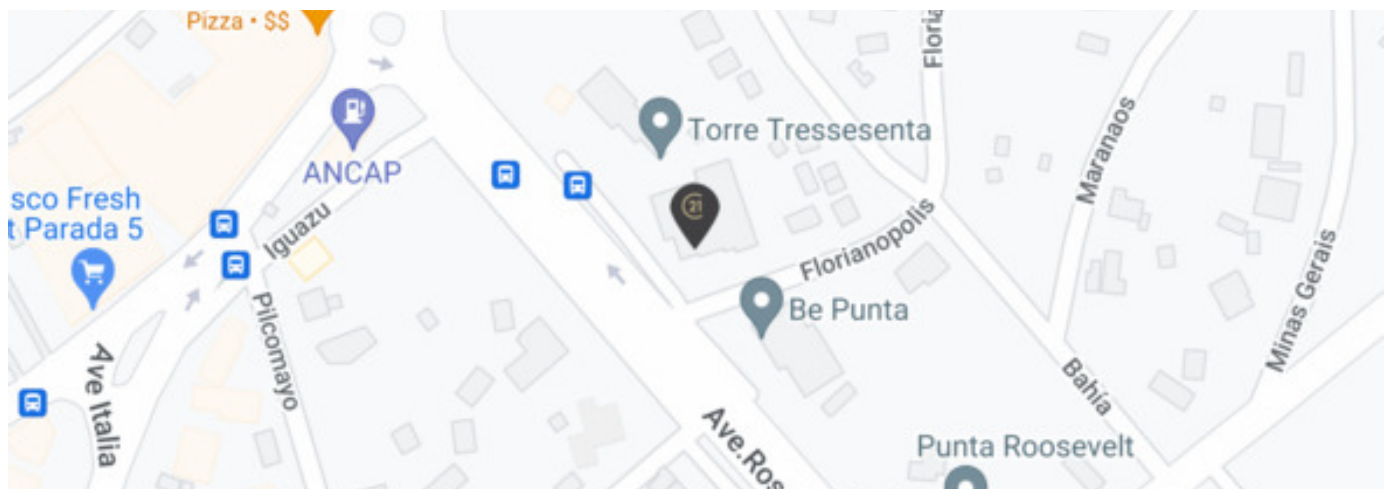 Pizza • $$
Floria
Maranaos
Torre Tressesenta
ANCAP
sco Fresh
t Parada 5
Iguazu
21
Florianopolis
Minas Gerais
Be Punta
Pilcomayo
Ave Italia
Bahía
Ave.Ros
Punta Roosevelt